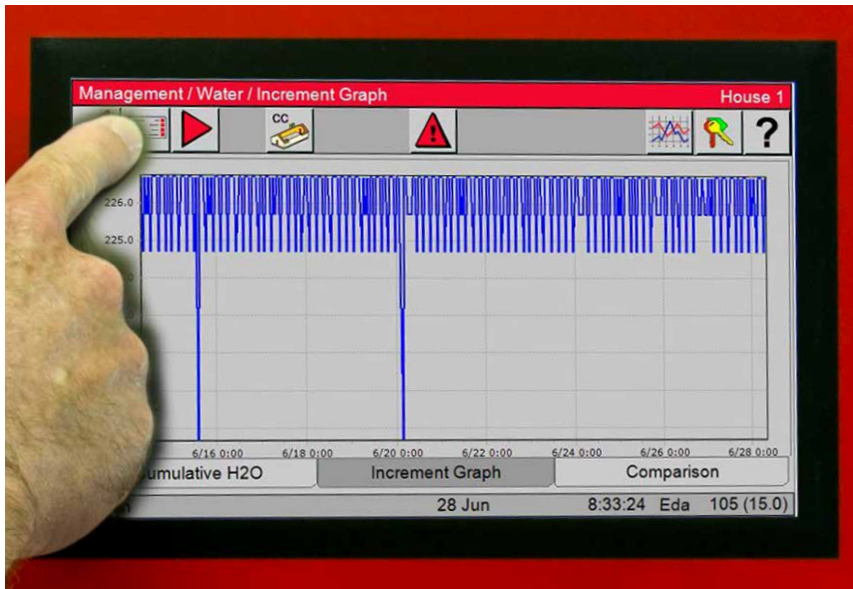 Management / Water / Increment Graph House 1
CC
?
226.0
225.0
6/16 0:00 6/18 0:00 6/20 0:00 6/22 0:00 6/24 0:00 6/26 0:00 6/28 0:00
umulative H2O Increment Graph Comparison
28 Jun 8:33:24 Eda 105 (15.0)